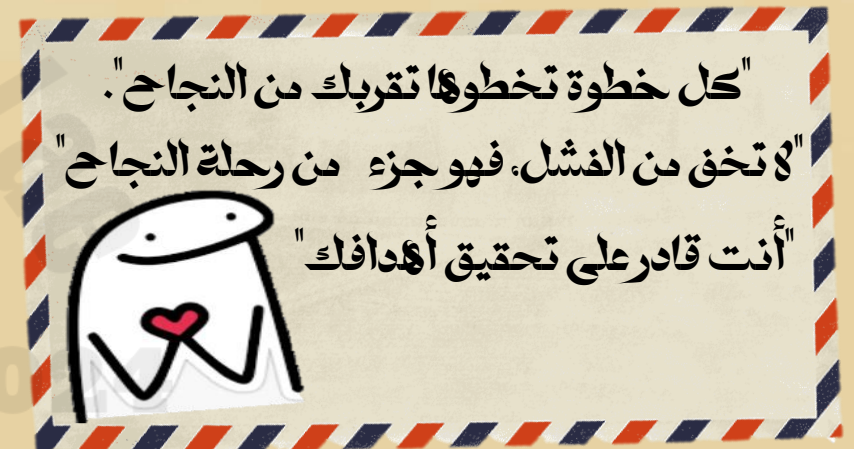 "كل خطوة تخطوها تقربك من النجاح".
"لا تخف من الفشل، فهو جزء من رحلة النجاح"
"أنت قادر على تحقيق أهدافك"